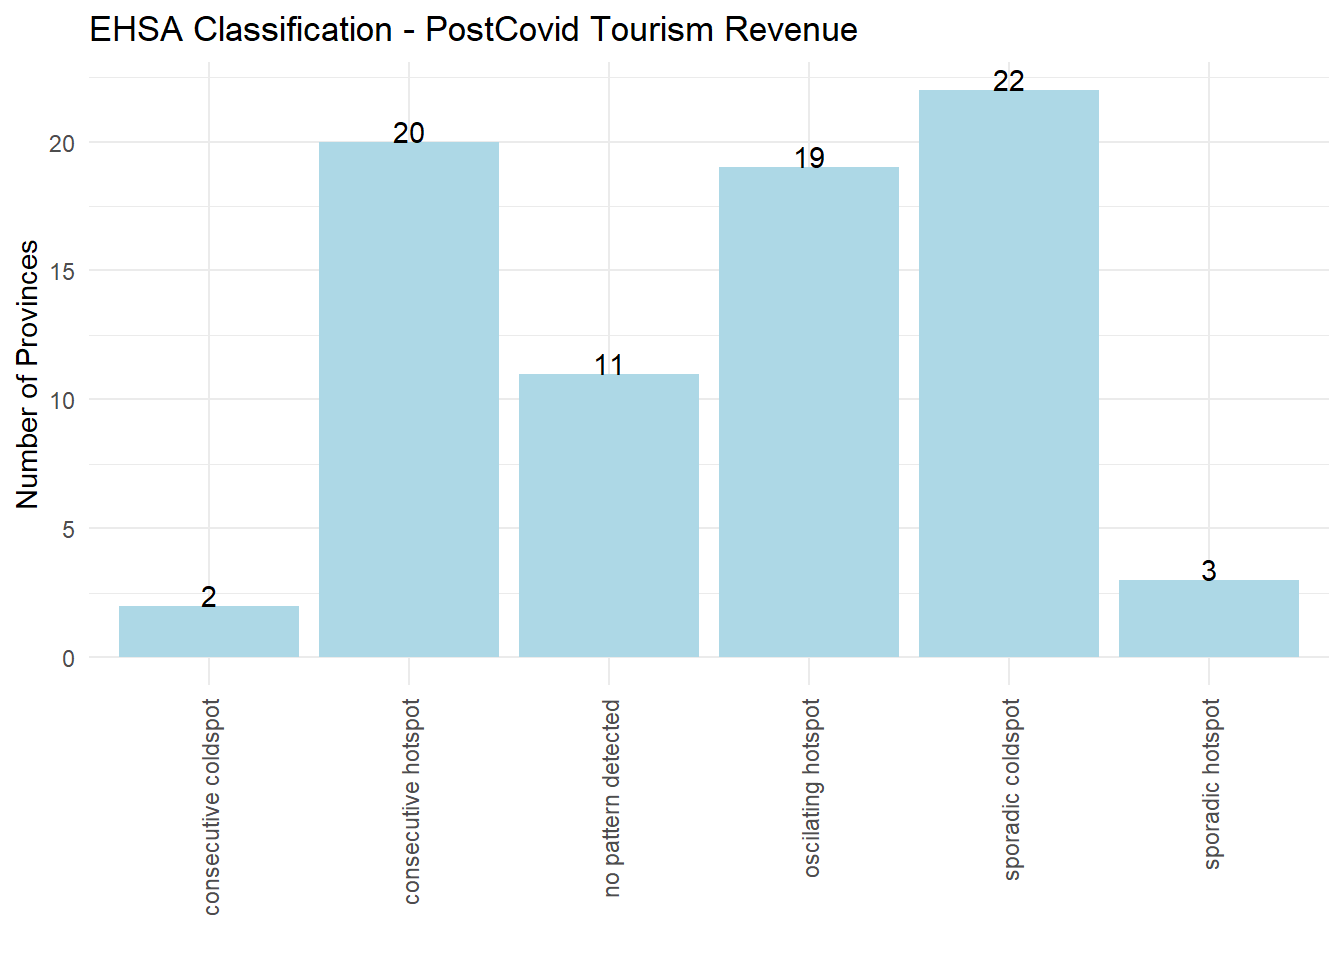 EHSA Classification - PostCovid Tourism Revenue
Number of Provinces
20
15
10
5
0
2
20
11
19
22
3
consecutive coldspot
consecutive hotspot
no pattern detected
oscilating hotspot
sporadic coldspot
sporadic hotspot